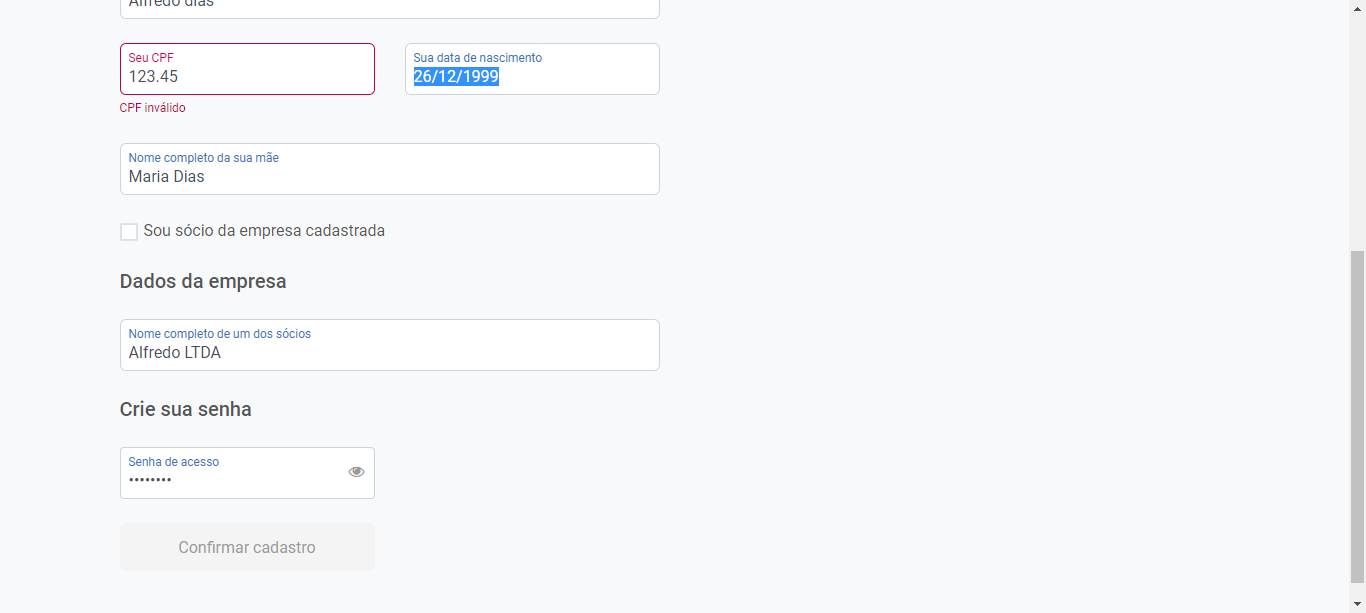 Alfredo dias
Seu CPF
123.45
CPF inválido
Sua data de nascimento
26/12/1999
Nome completo da sua mãe
Maria Dias
Sou sócio da empresa cadastrada
Dados da empresa
Nome completo de um dos sócios
Alfredo LTDA
Crie sua senha
Senha de acesso
••••••••
Confirmar cadastro